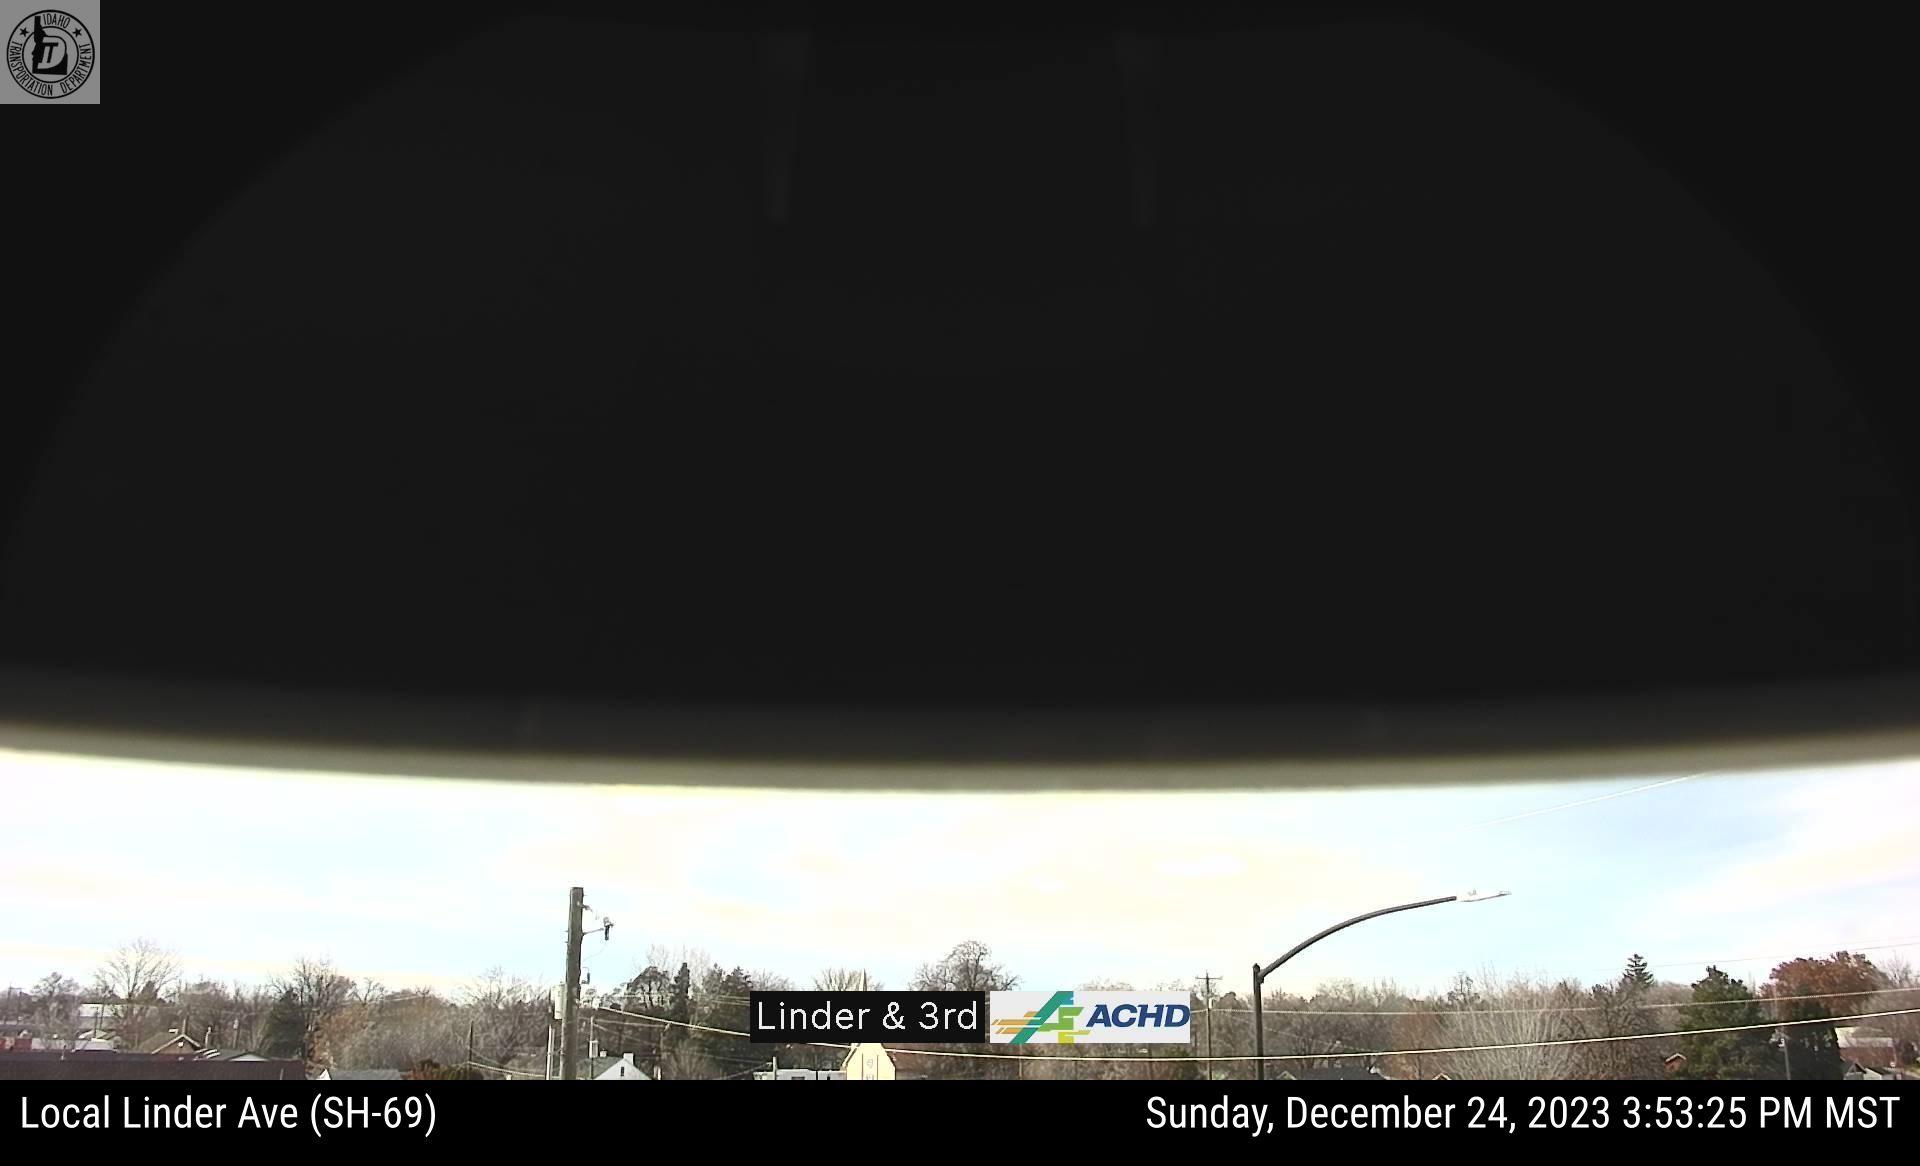 IDAHO
TRANSPORTATION DEPARTMENT
Linder & 3rd
ACHD
Local Linder Ave (SH-69)
Sunday, December 24, 2023 3:53:25 PM MST